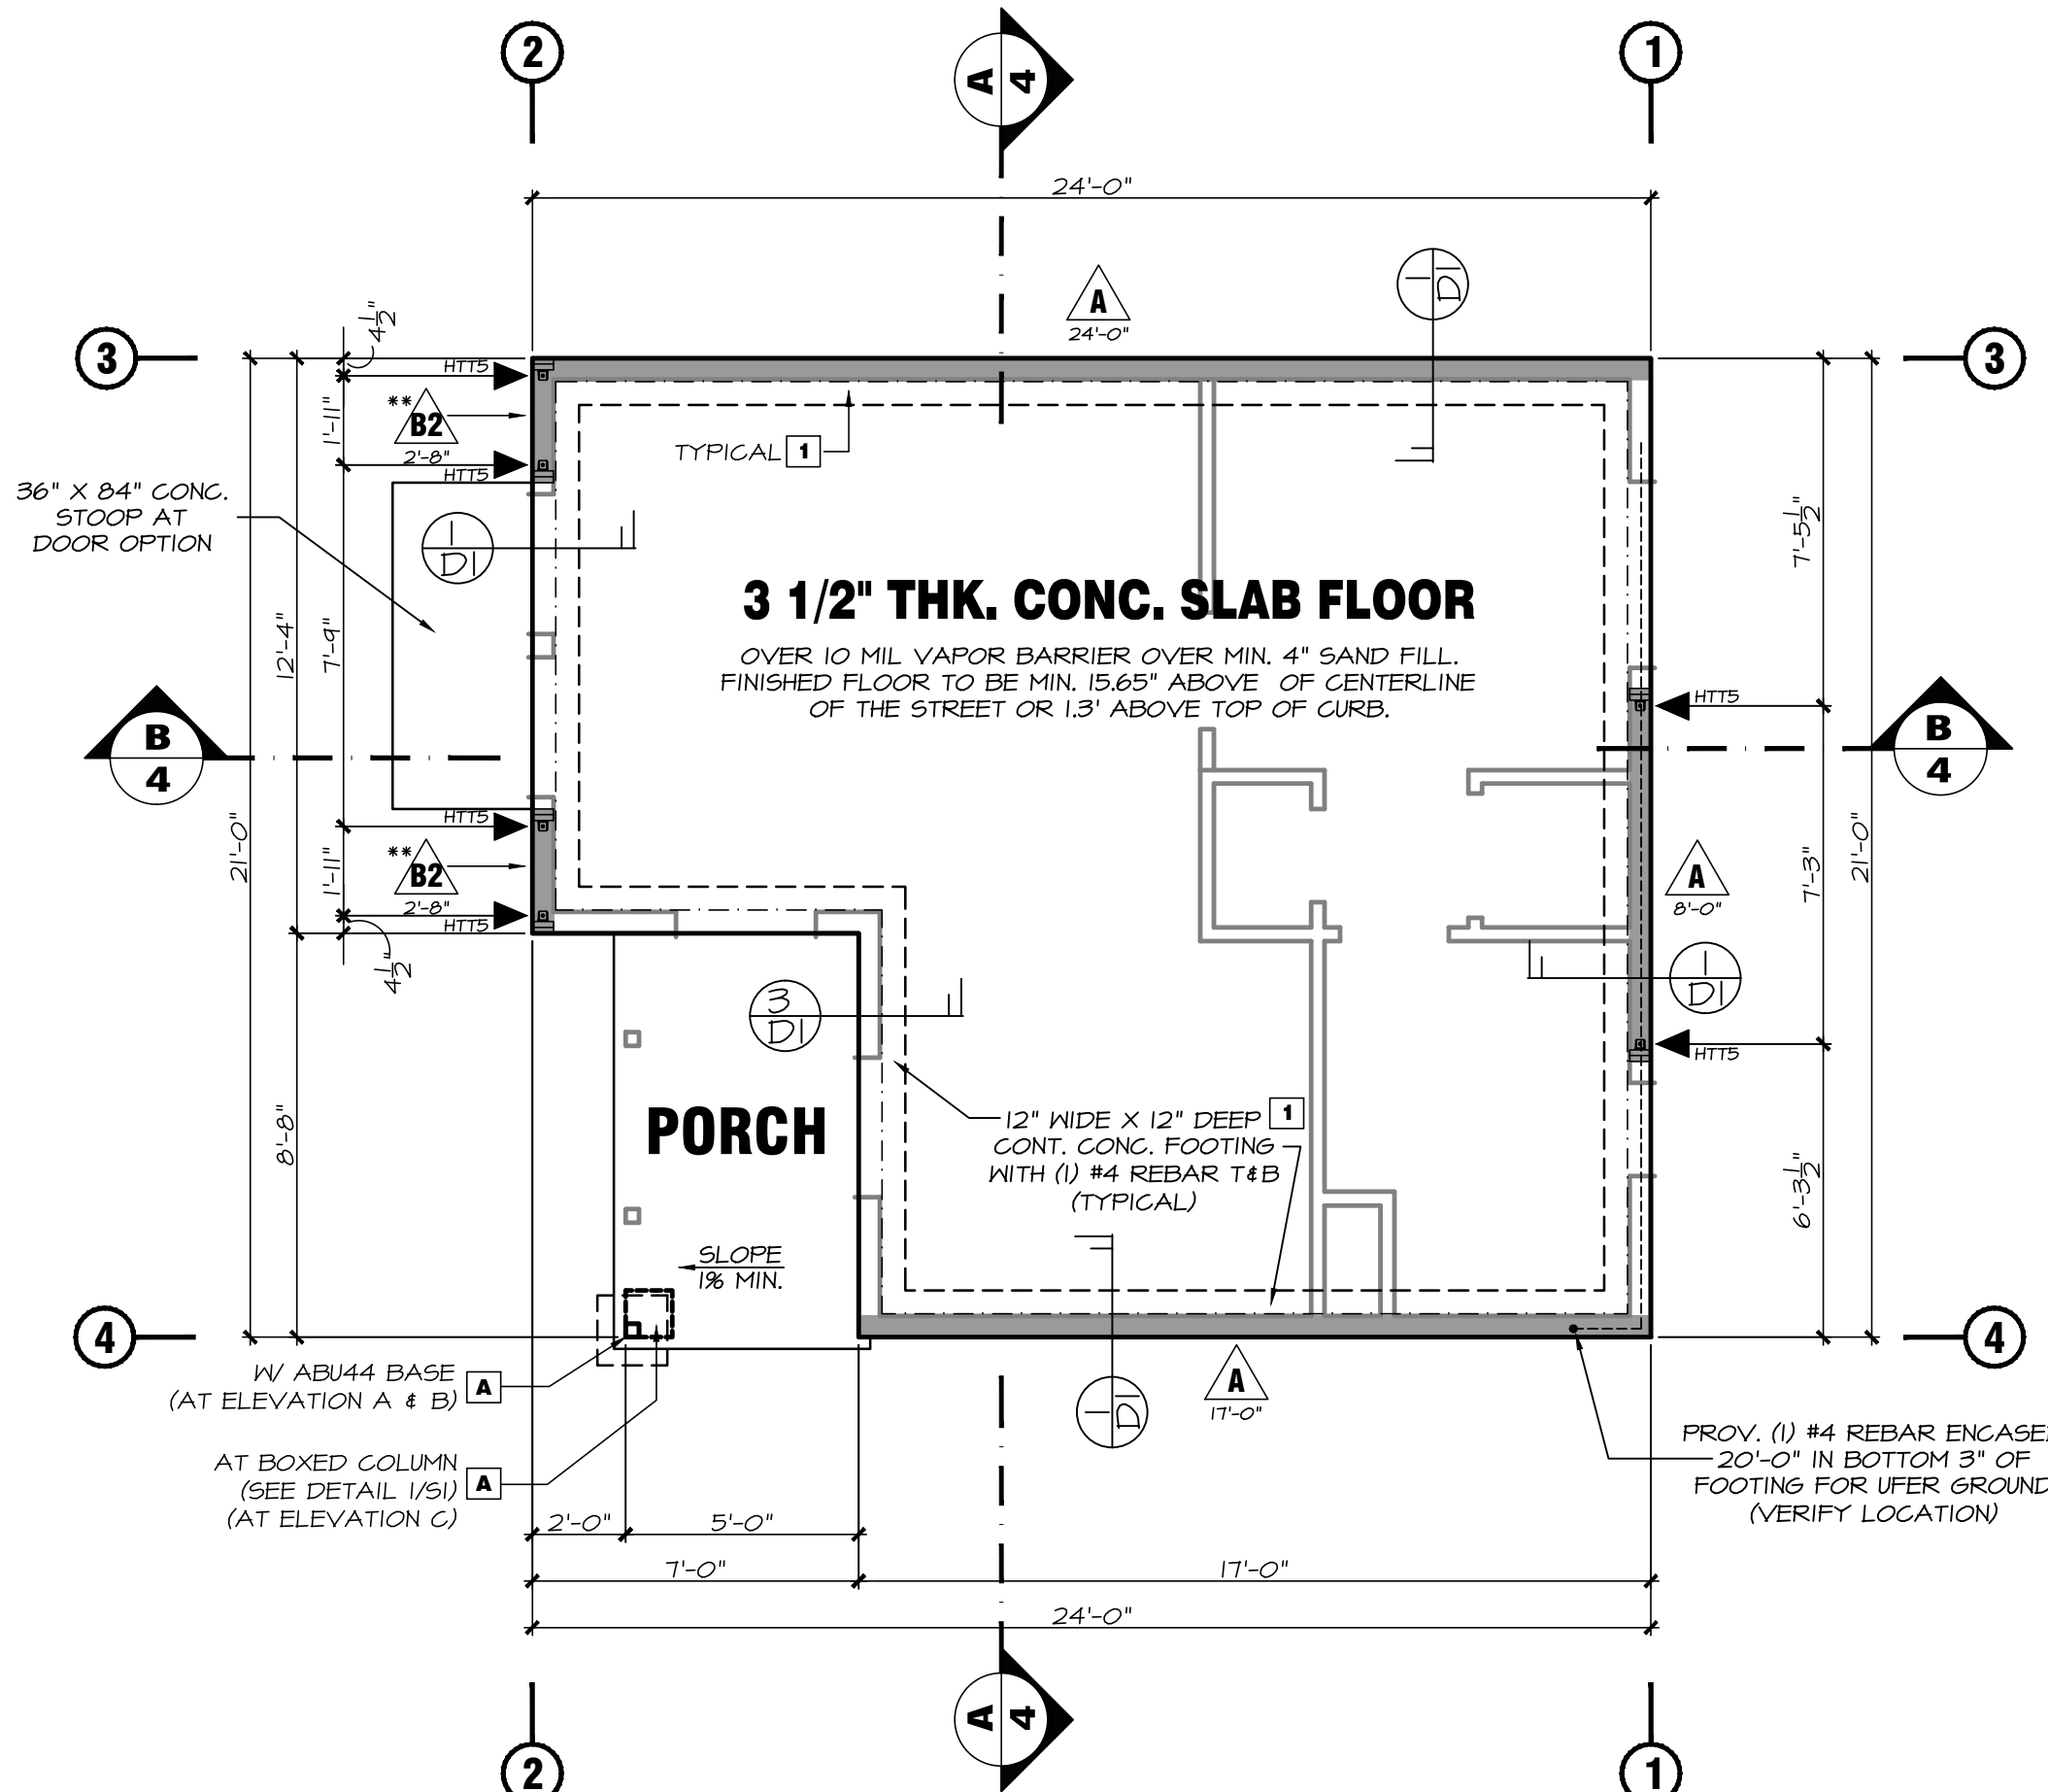 2
A
4
1
24'-0"
A
24'-0"
1
D1
3
3
4 1/2"
HTT5
**
B2
2'-8"
HTT5
1'-11"
TYPICAL 1
36" X 84" CONC.
STOOP AT
DOOR OPTION
1
D1
7'-5 1/2"
3 1/2" THK. CONC. SLAB FLOOR
OVER 10 MIL VAPOR BARRIER OVER MIN. 4" SAND FILL.
FINISHED FLOOR TO BE MIN. 15.65" ABOVE OF CENTERLINE
OF THE STREET OR 1.3' ABOVE TOP OF CURB.
12'-4"
7'-9"
HTT5
B
4
B
4
21'-0"
HTT5
**
B2
2'-8"
HTT5
1'-11"
4 1/2"
A
8'-0"
7'-3"
21'-0"
1
D1
3
D1
HTT5
8'-8"
PORCH
12" WIDE X 12" DEEP 1
CONT. CONC. FOOTING
WITH (1) #4 REBAR T&B
(TYPICAL)
6'-3 1/2"
SLOPE
1% MIN.
4
4
W/ ABU44 BASE
(AT ELEVATION A & B) A
A
17'-0"
1
D1
AT BOXED COLUMN
(SEE DETAIL 1/S1) A
(AT ELEVATION C)
PROV. (1) #4 REBAR ENCASE
20'-0" IN BOTTOM 3" OF
FOOTING FOR UFER GROUND
(VERIFY LOCATION)
2'-0"
5'-0"
7'-0"
17'-0"
24'-0"
A
4
2
1